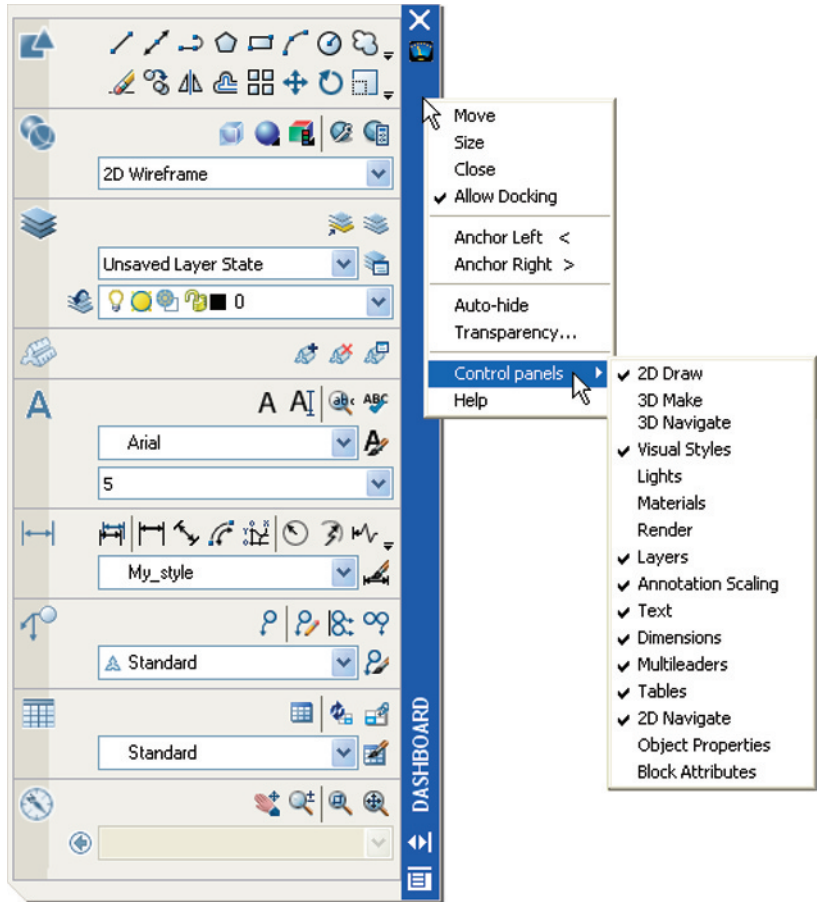 2D Wireframe
Unsaved Layer State
0
A
A A ab ABC
Arial
5
My_style
Standard
Standard
DASHBOARD
Move
Size
Close
Allow Docking
Anchor Left <
Anchor Right >
Auto-hide
Transparency...
Control panels
Help
2D Draw
3D Make
3D Navigate
Visual Styles
Lights
Materials
Render
Layers
Annotation Scaling
Text
Dimensions
Multileaders
Tables
2D Navigate
Object Properties
Block Attributes